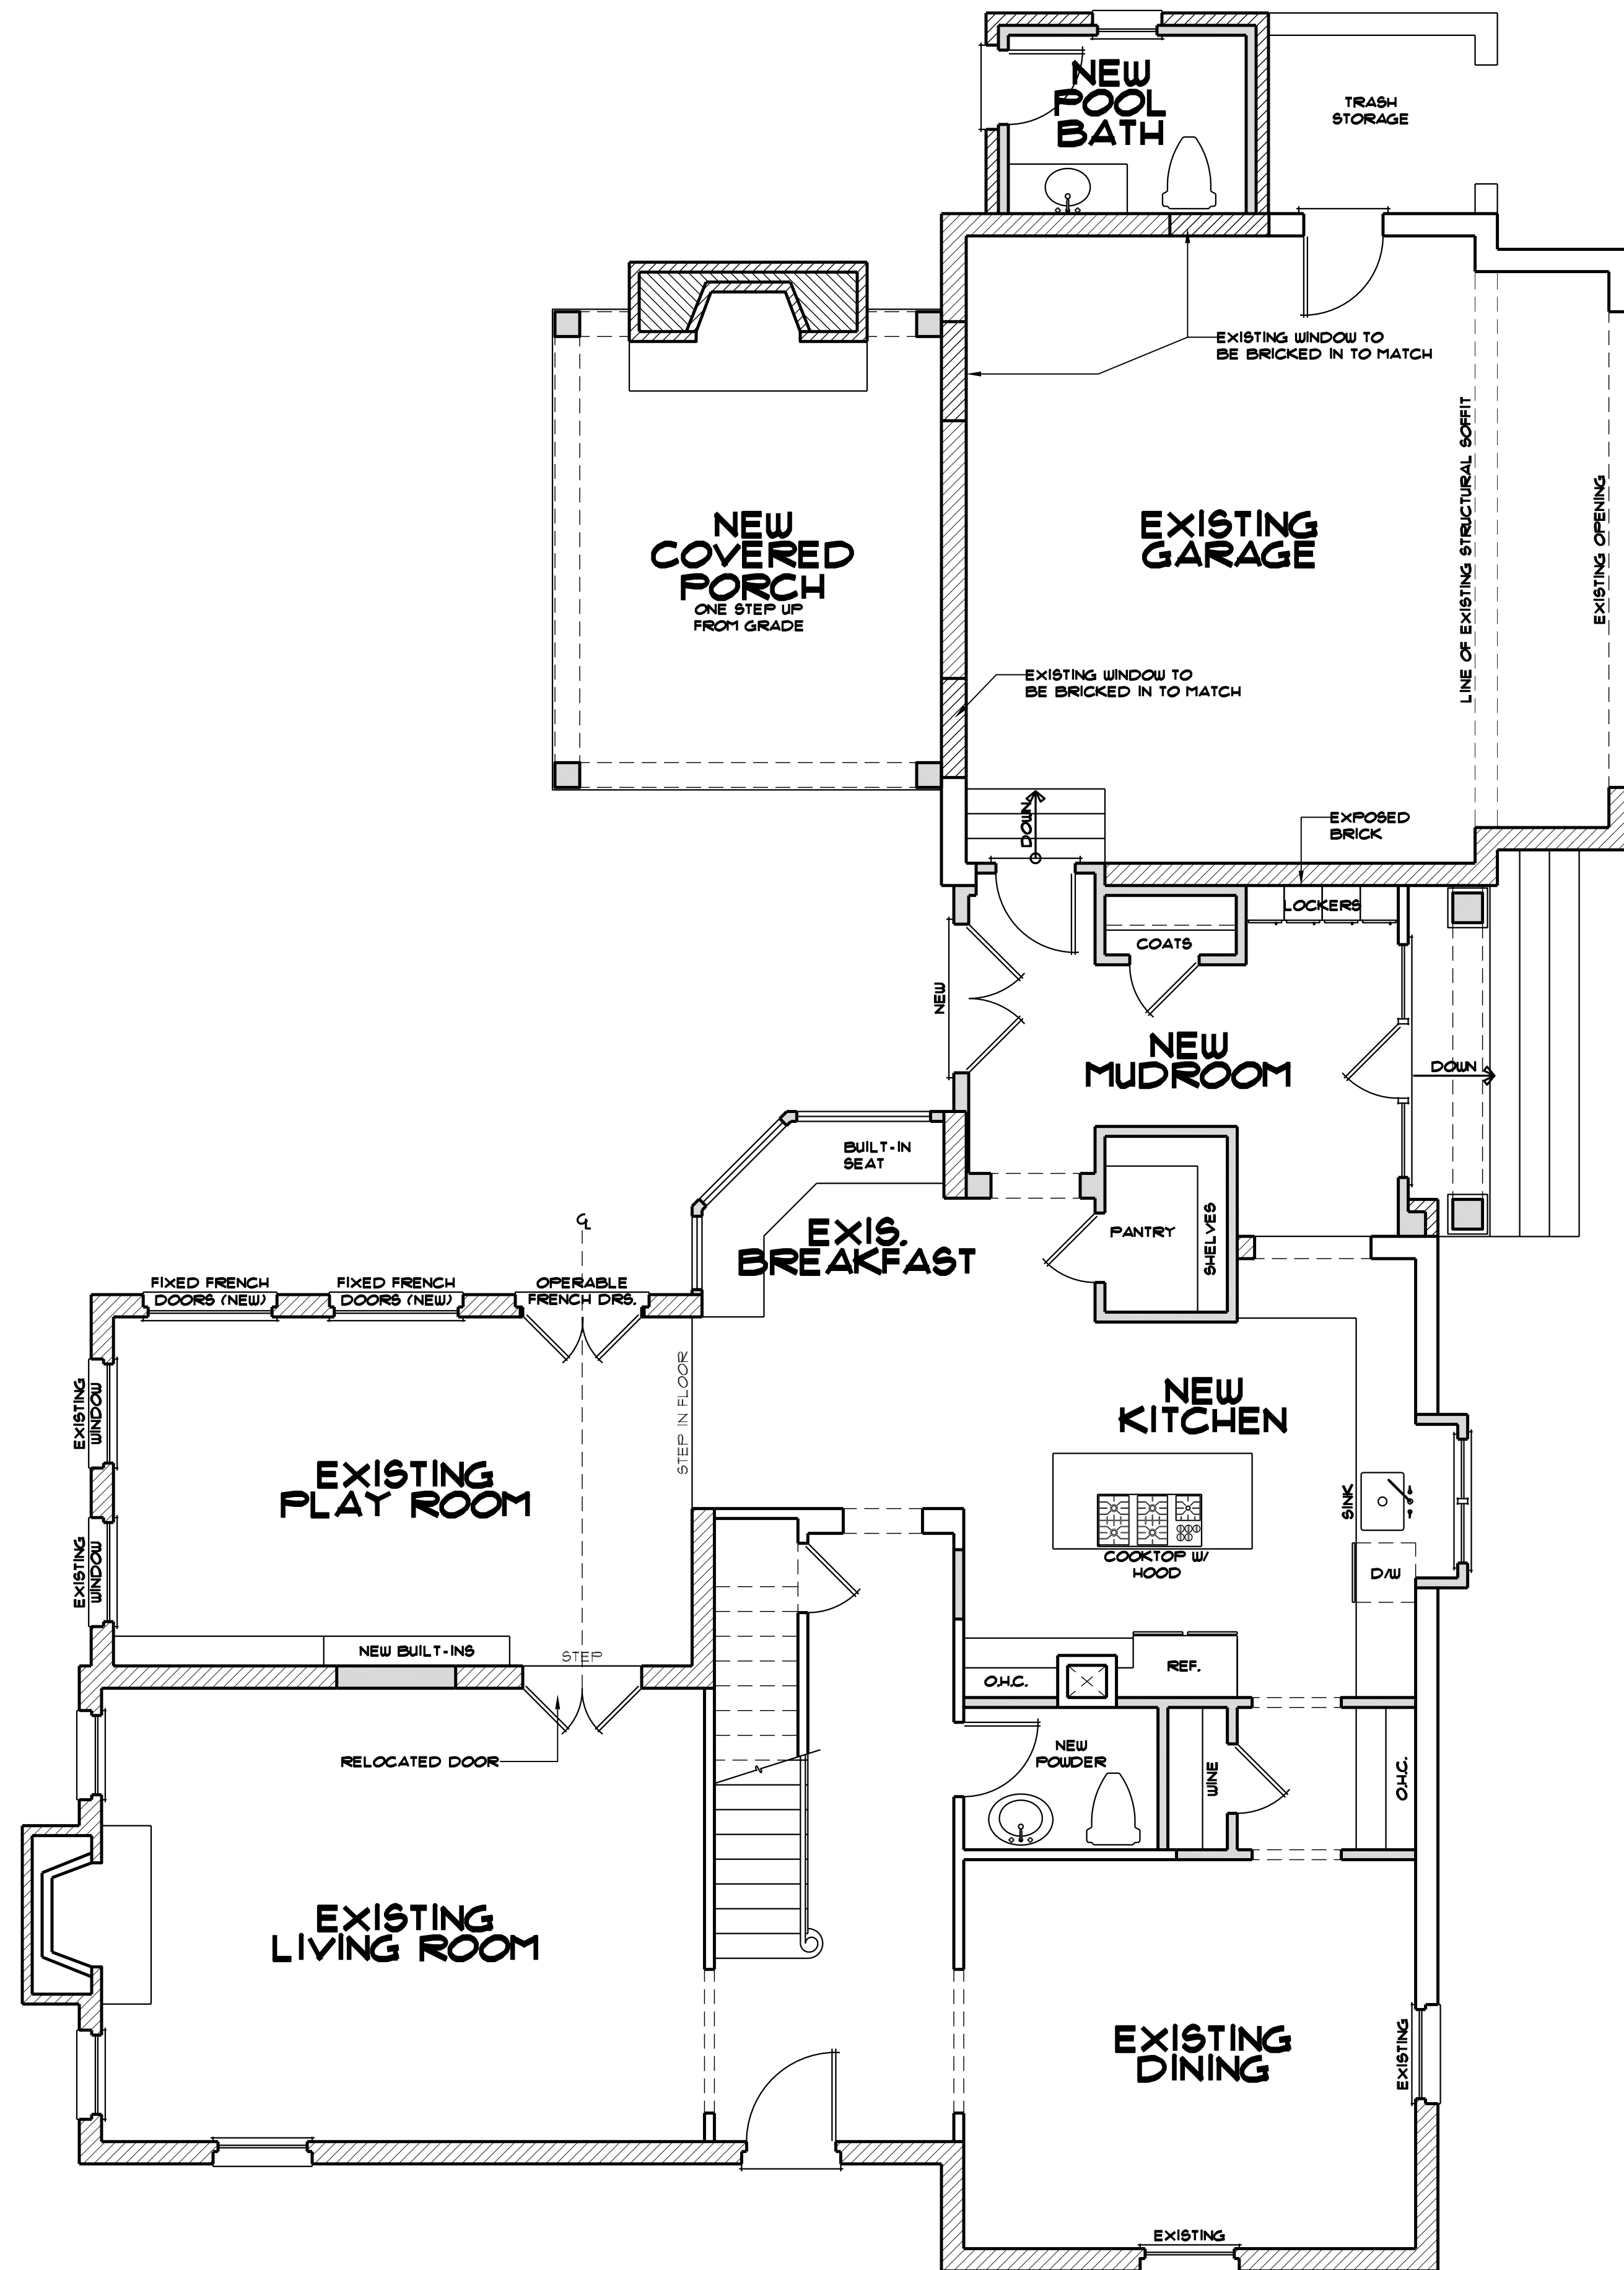 NEW
POOL
BATH
TRASH
STORAGE
EXISTING WINDOW TO
BE BRICKED IN TO MATCH
LINE OF EXISTING STRUCTURAL SOFFIT
EXISTING OPENING
NEW
COVERED
PORCH
ONE STEP UP
FROM GRADE
EXISTING
GARAGE
EXISTING WINDOW TO
BE BRICKED IN TO MATCH
DOWN
EXPOSED
BRICK
LOCKERS
COATS
NEW
NEW
MUDROOM
DOWN
BUILT-IN
SEAT
EXIS.
BREAKFAST
PANTRY
SHELVES
℄
FIXED FRENCH
DOORS (NEW)
FIXED FRENCH
DOORS (NEW)
OPERABLE
FRENCH DRS.
STEP IN FLOOR
EXISTING
WINDOW
EXISTING
WINDOW
EXISTING
PLAY ROOM
NEW
KITCHEN
SINK
COOKTOP W/
HOOD
D/W
NEW BUILT-INS
STEP
O.H.C.
REF.
RELOCATED DOOR
NEW
POWDER
WINE
O.H.C.
EXISTING
LIVING ROOM
EXISTING
DINING
EXISTING
EXISTING